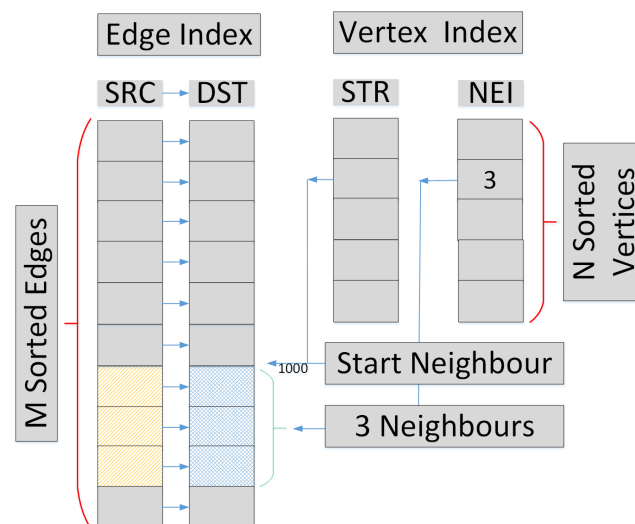 Edge Index
Vertex Index
SRC
DST
STR
NEI
3
M Sorted Edges
N Sorted
Vertices
1000
Start Neighbour
3 Neighbours